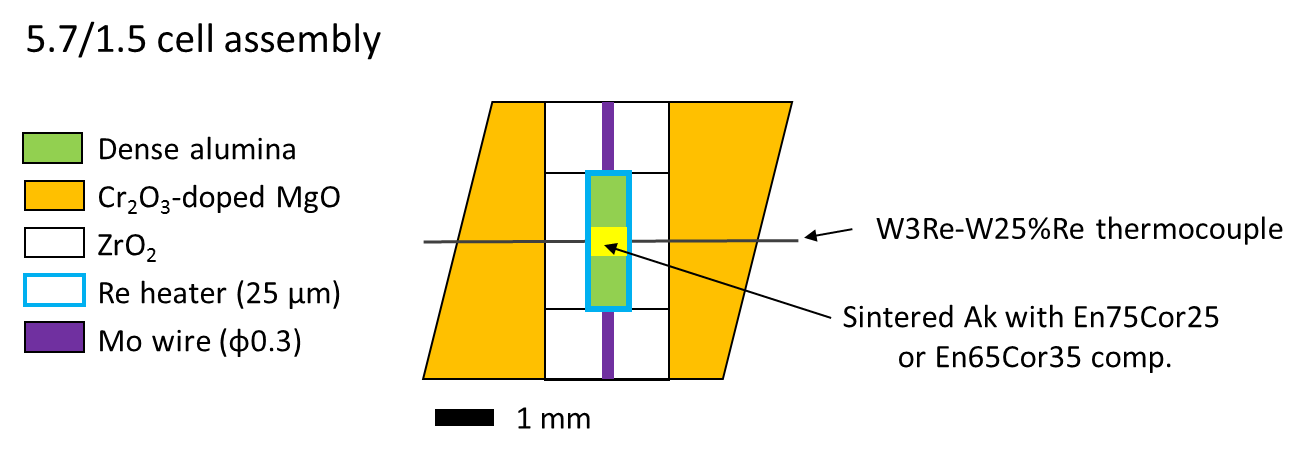 5.7/1.5 cell assembly
Dense alumina
Cr₂O₃-doped MgO
ZrO₂
Re heater (25 μm)
Mo wire (ϕ0.3)
W3Re-W25%Re thermocouple
Sintered Ak with En75Cor25
or En65Cor35 comp.
1 mm